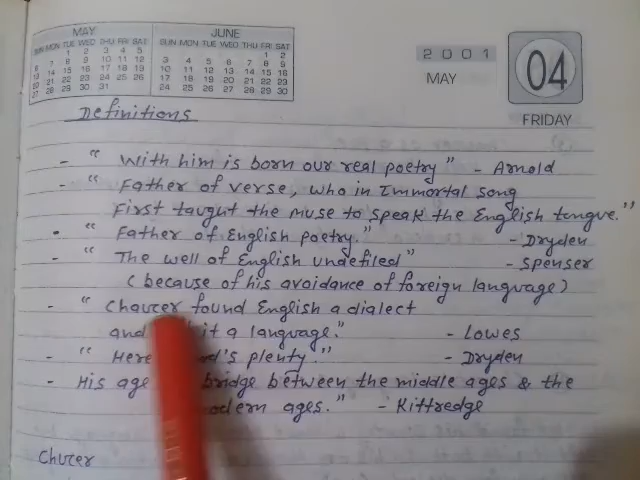 MAY JUNE
SUN MON TUE WED THU FRI SAT SUN MON TUE WED THU FRI SAT
1 2 3 4 5 1 2
6 7 8 9 10 11 12 3 4 5 6 7 8 9
13 14 15 16 17 18 19 10 11 12 13 14 15 16
20 21 22 23 24 25 26 17 18 19 20 21 22 23
27 28 29 30 31 24 25 26 27 28 29 30
2001
MAY
04
FRIDAY
Definitions
- " With him is born our real poetry" - Arnold
- " Father of verse, who in Immortal song
First taught the muse to speak the English tongue."
- " Father of English poetry." - Dryden
- " The well of English undefiled" - Spenser
(because of his avoidance of foreign language)
- " Chaucer found English a dialect
and it a language." - Lowes
- " Here plenty." - Dryden
- His age bridge between the middle ages & the
modern ages." - Kittredge
Chucer